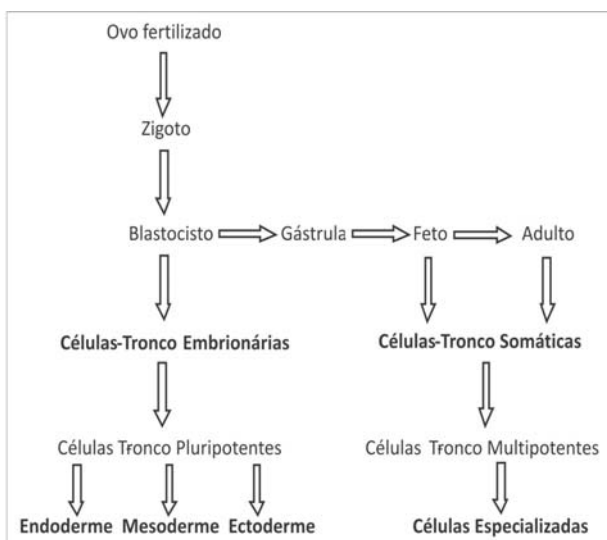 Ovo fertilizado
Zigoto
Blastocisto Gástrula Feto Adulto
Células-Tronco Embrionárias Células-Tronco Somáticas
Células Tronco Pluripotentes Células Tronco Multipotentes
Endoderme Mesoderme Ectoderme Células Especializadas